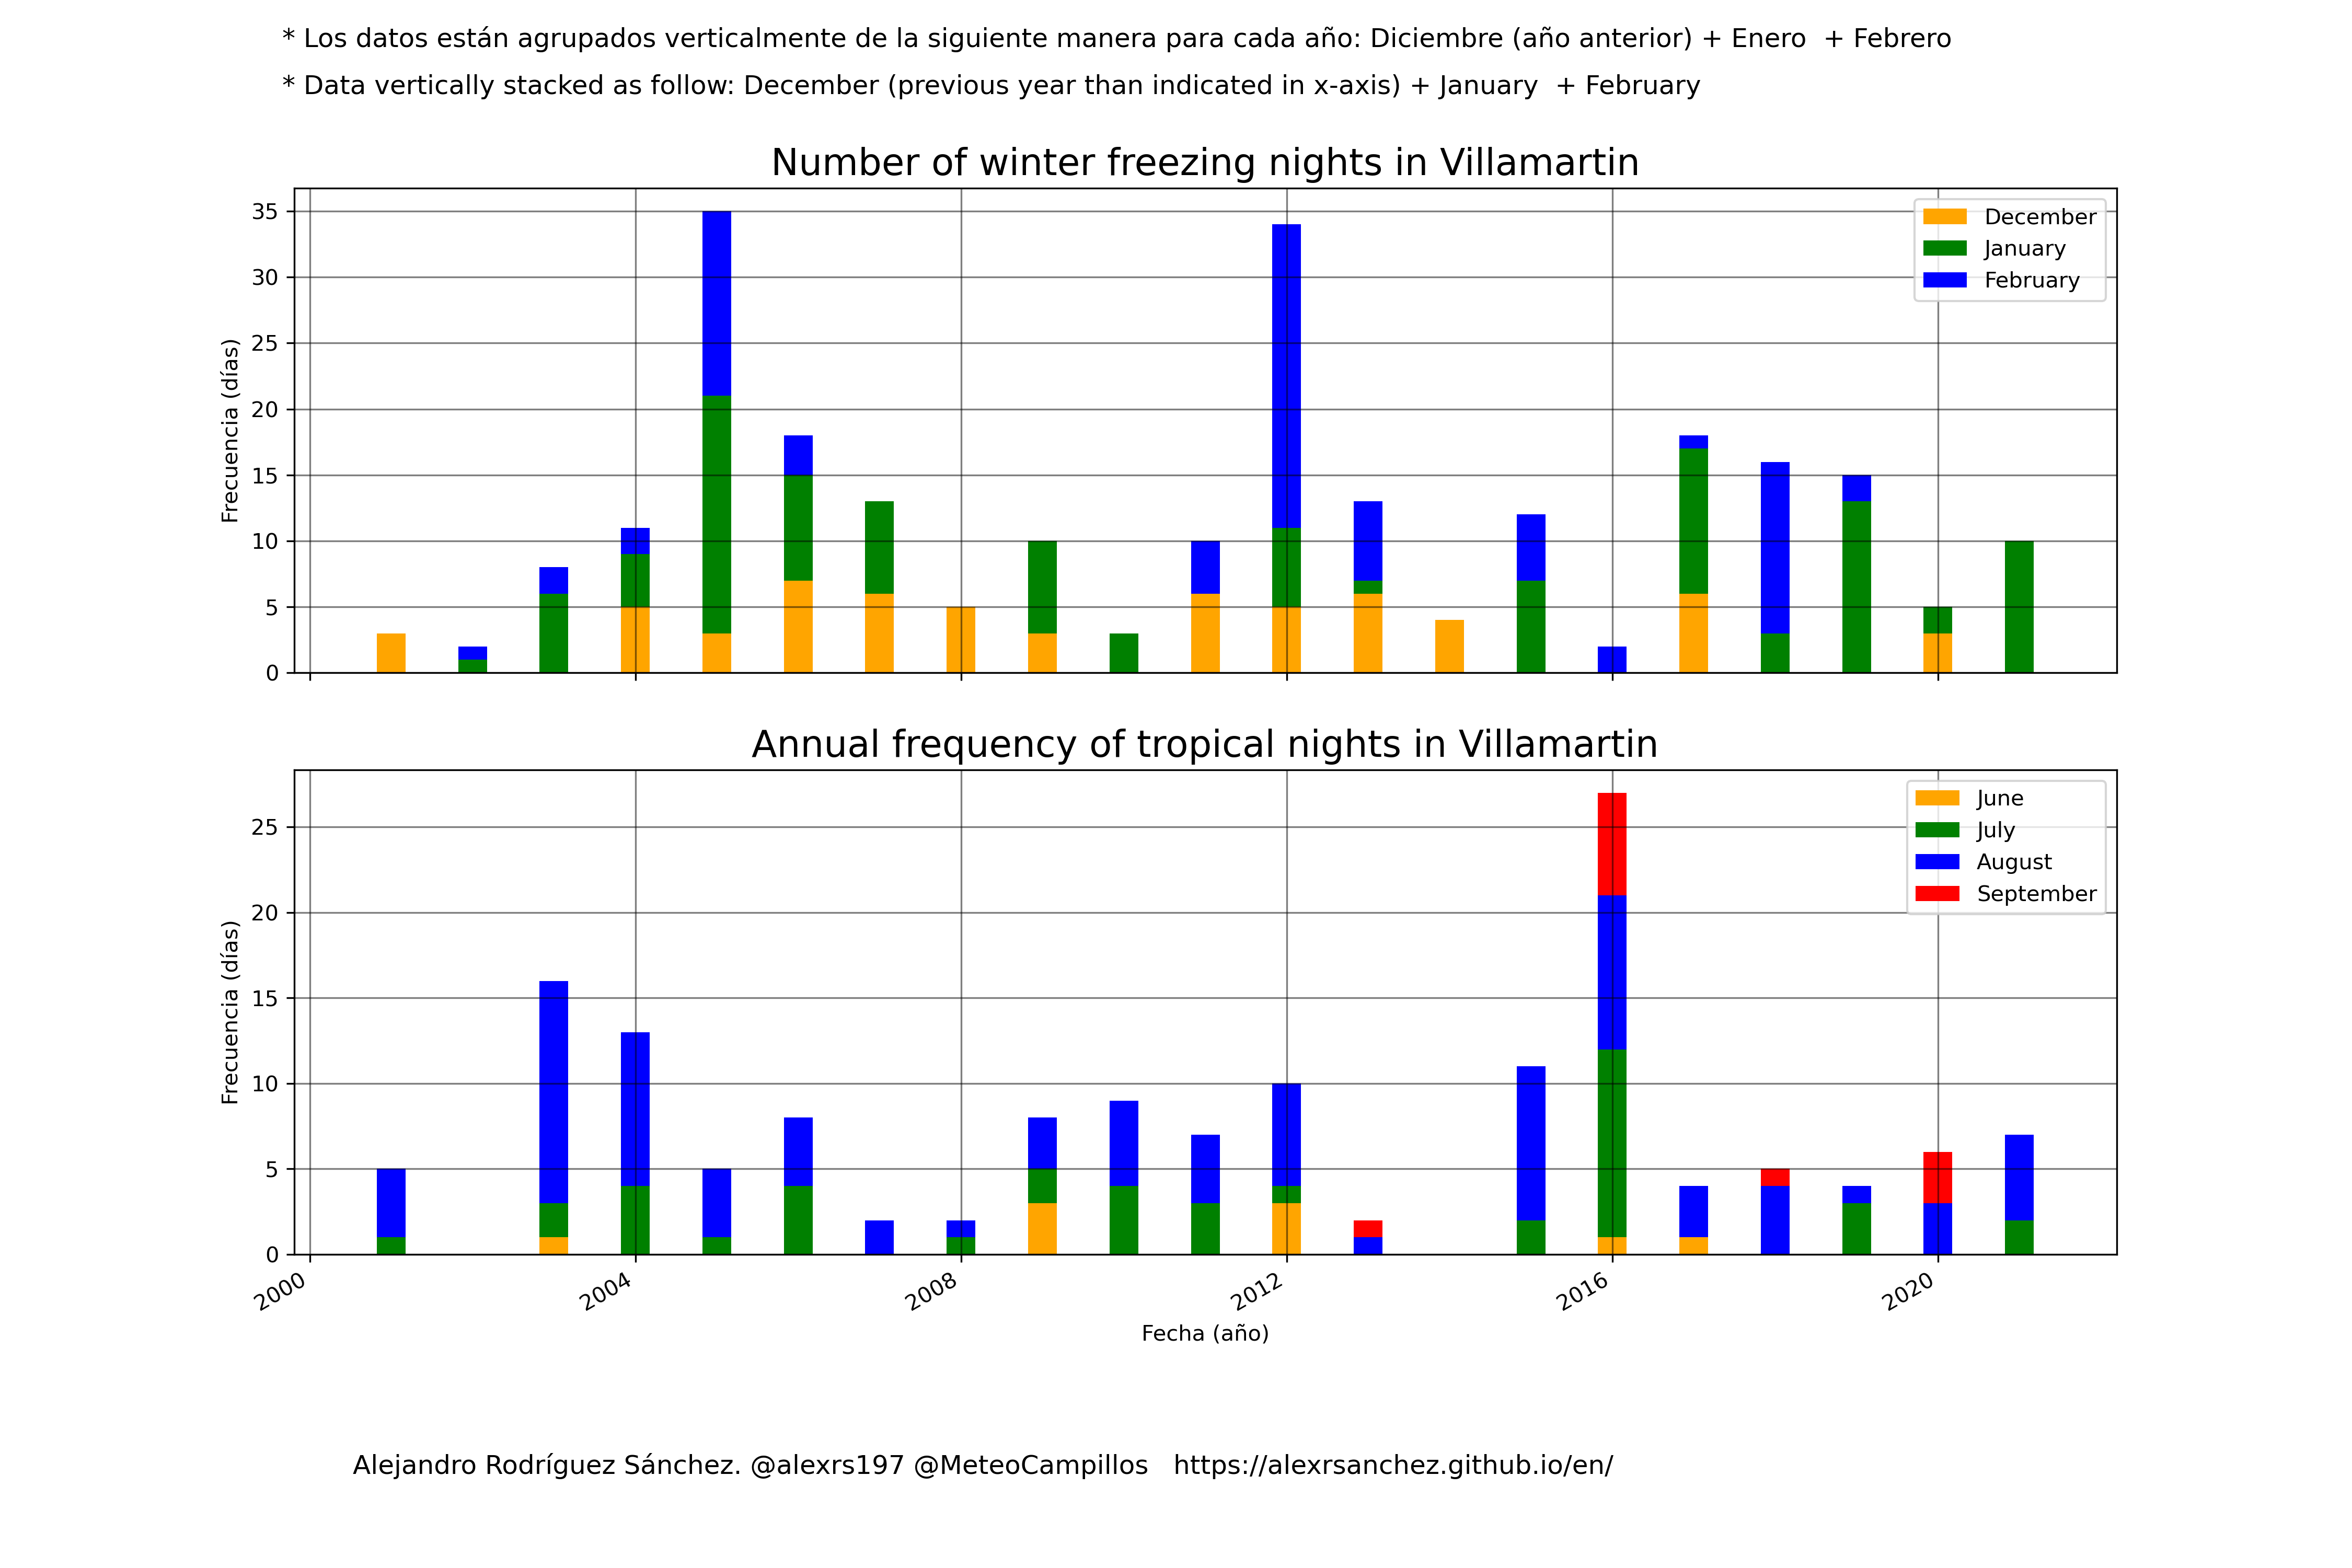 * Los datos están agrupados verticalmente de la siguiente manera para cada año: Diciembre (año anterior) + Enero  + Febrero
* Data vertically stacked as follow: December (previous year than indicated in x-axis) + January  + February
Number of winter freezing nights in Villamartin
35
30
25
20
15
10
5
0
Frecuencia (días)
December
January
February
Annual frequency of tropical nights in Villamartin
25
20
15
10
5
0
Frecuencia (días)
June
July
August
September
2000 2004 2008 2012 2016 2020
Fecha (año)
Alejandro Rodríguez Sánchez. @alexrs197 @MeteoCampillos   https://alexrsanchez.github.io/en/